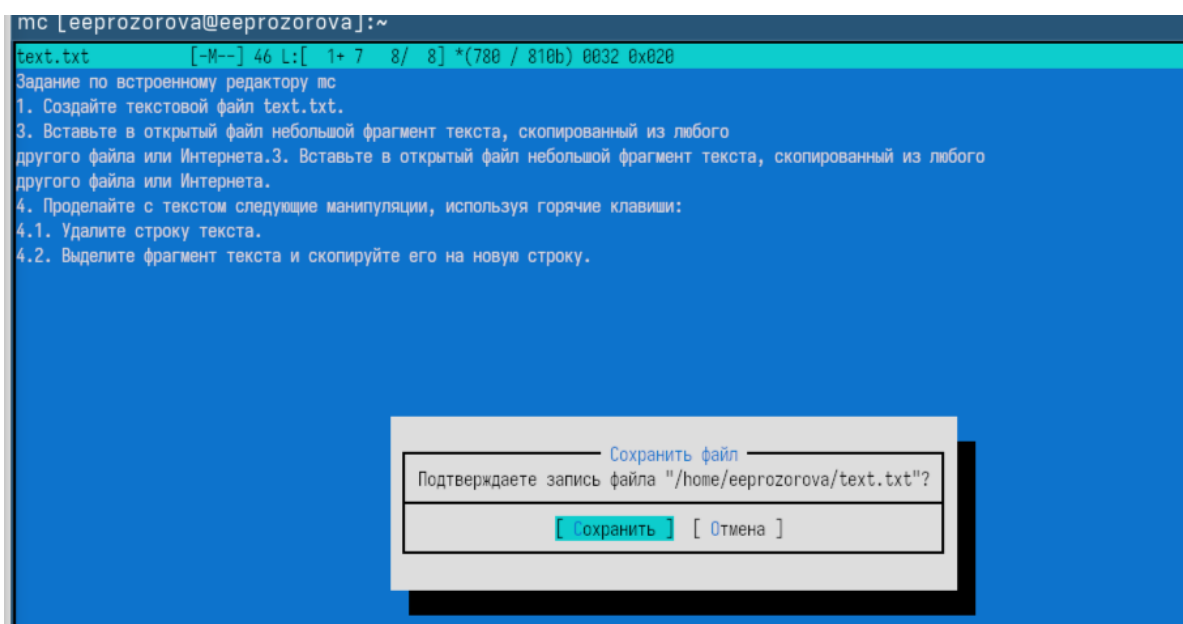 mc [eeprozorova@eeprozorova]:~
text.txt [-M--] 46 L:[ 1+ 7 8/ 8] *(780 / 810b) 0032 0x020
Задание по встроенному редактору mc
1. Создайте текстовой файл text.txt.
3. Вставьте в открытый файл небольшой фрагмент текста, скопированный из любого
другого файла или Интернета.3. Вставьте в открытый файл небольшой фрагмент текста, скопированный из любого
другого файла или Интернета.
4. Проделайте с текстом следующие манипуляции, используя горячие клавиши:
4.1. Удалите строку текста.
4.2. Выделите фрагмент текста и скопируйте его на новую строку.
Сохранить файл
Подтверждаете запись файла "/home/eeprozorova/text.txt"?
[ Сохранить ] [ Отмена ]